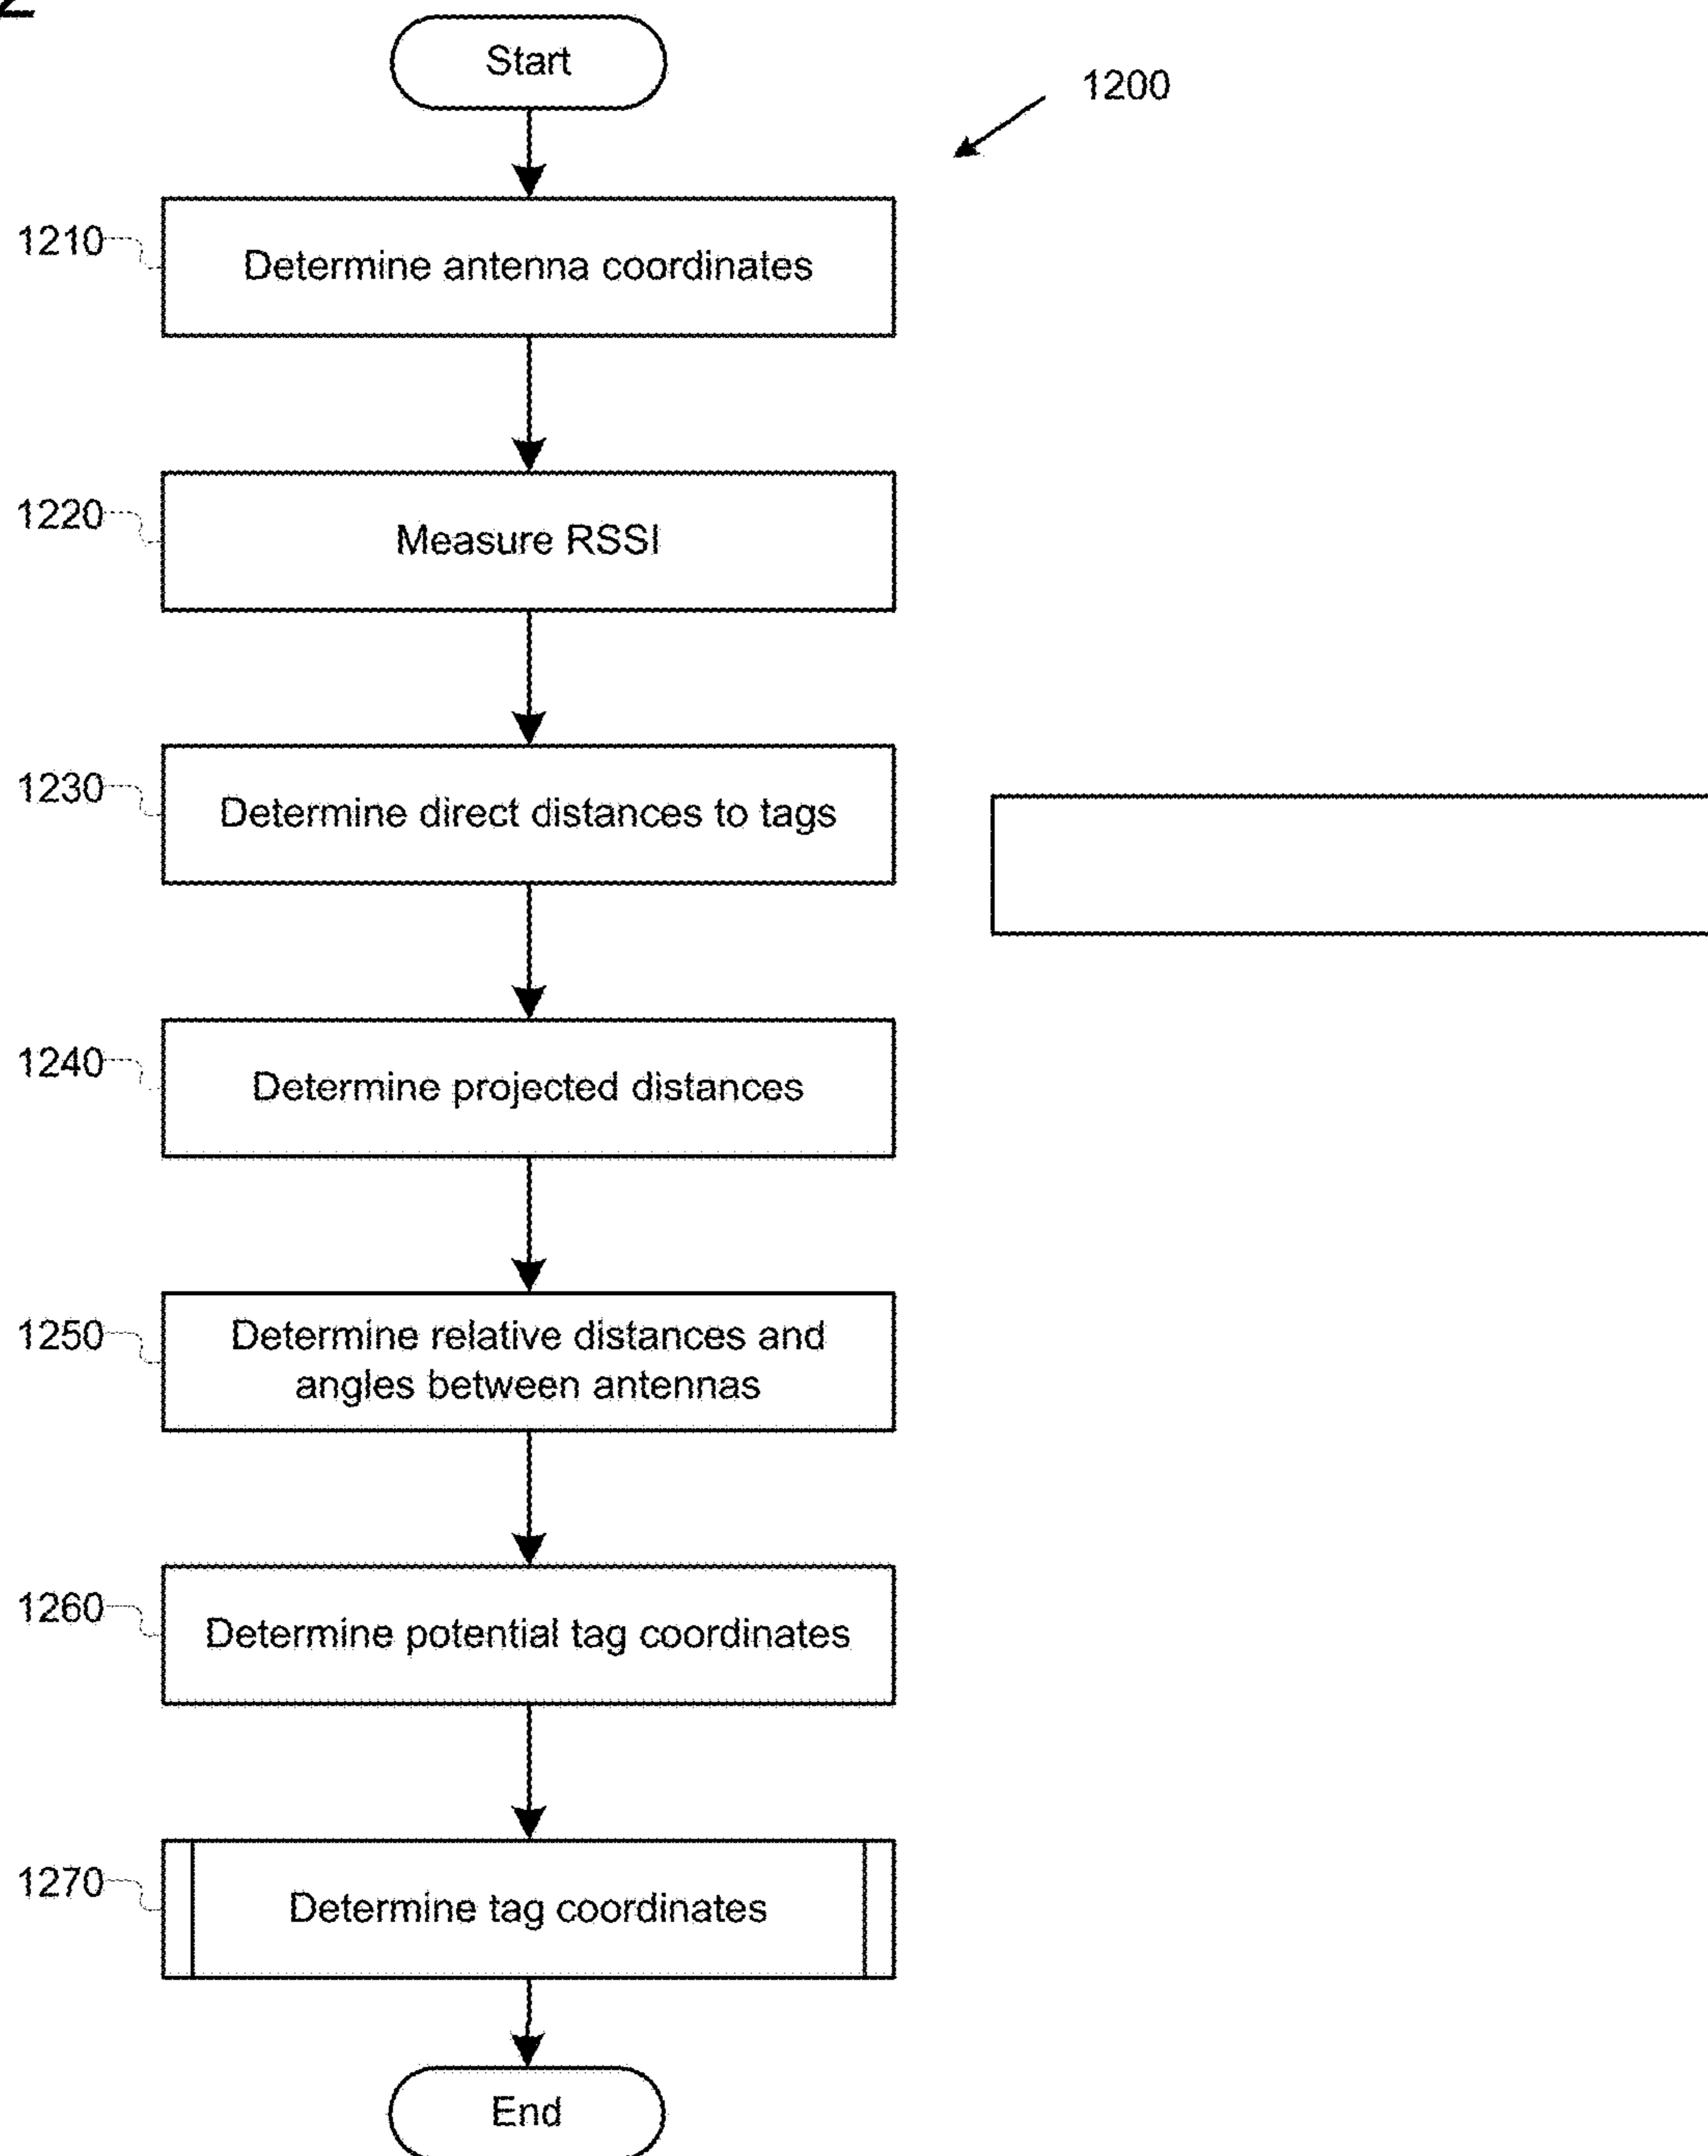 Start
1200
1210
Determine antenna coordinates
1220
Measure RSSI
1230
Determine direct distances to tags
1240
Determine projected distances
1250
Determine relative distances and
angles between antennas
1260
Determine potential tag coordinates
1270
Determine tag coordinates
End